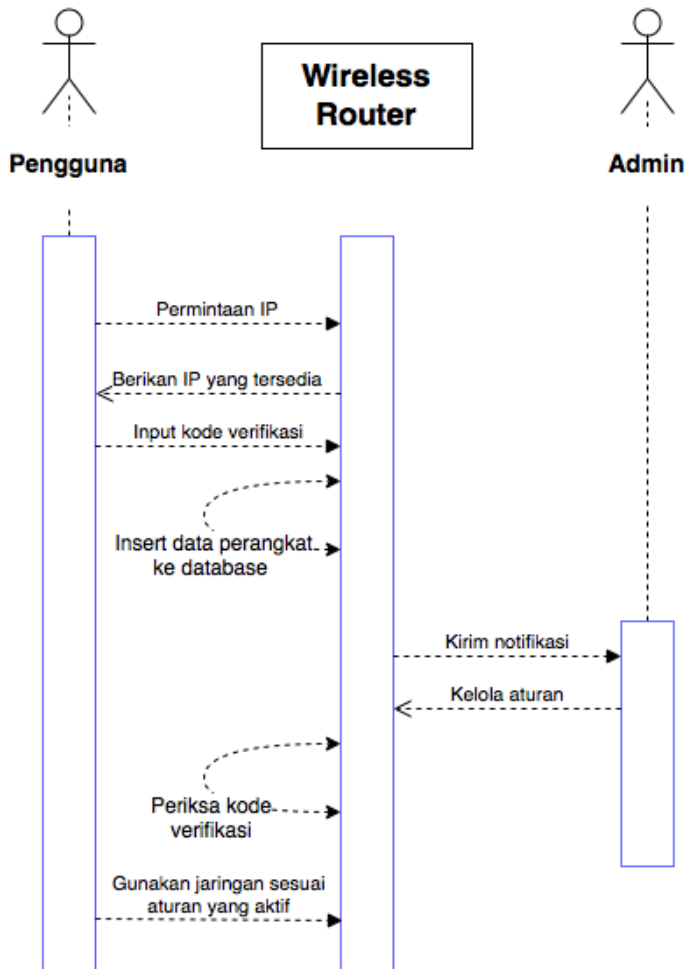 Wireless
Router
Pengguna
Admin
Permintaan IP
Berikan IP yang tersedia
Input kode verifikasi
Insert data perangkat
ke database
Kirim notifikasi
Kelola aturan
Periksa kode
verifikasi
Gunakan jaringan sesuai
aturan yang aktif